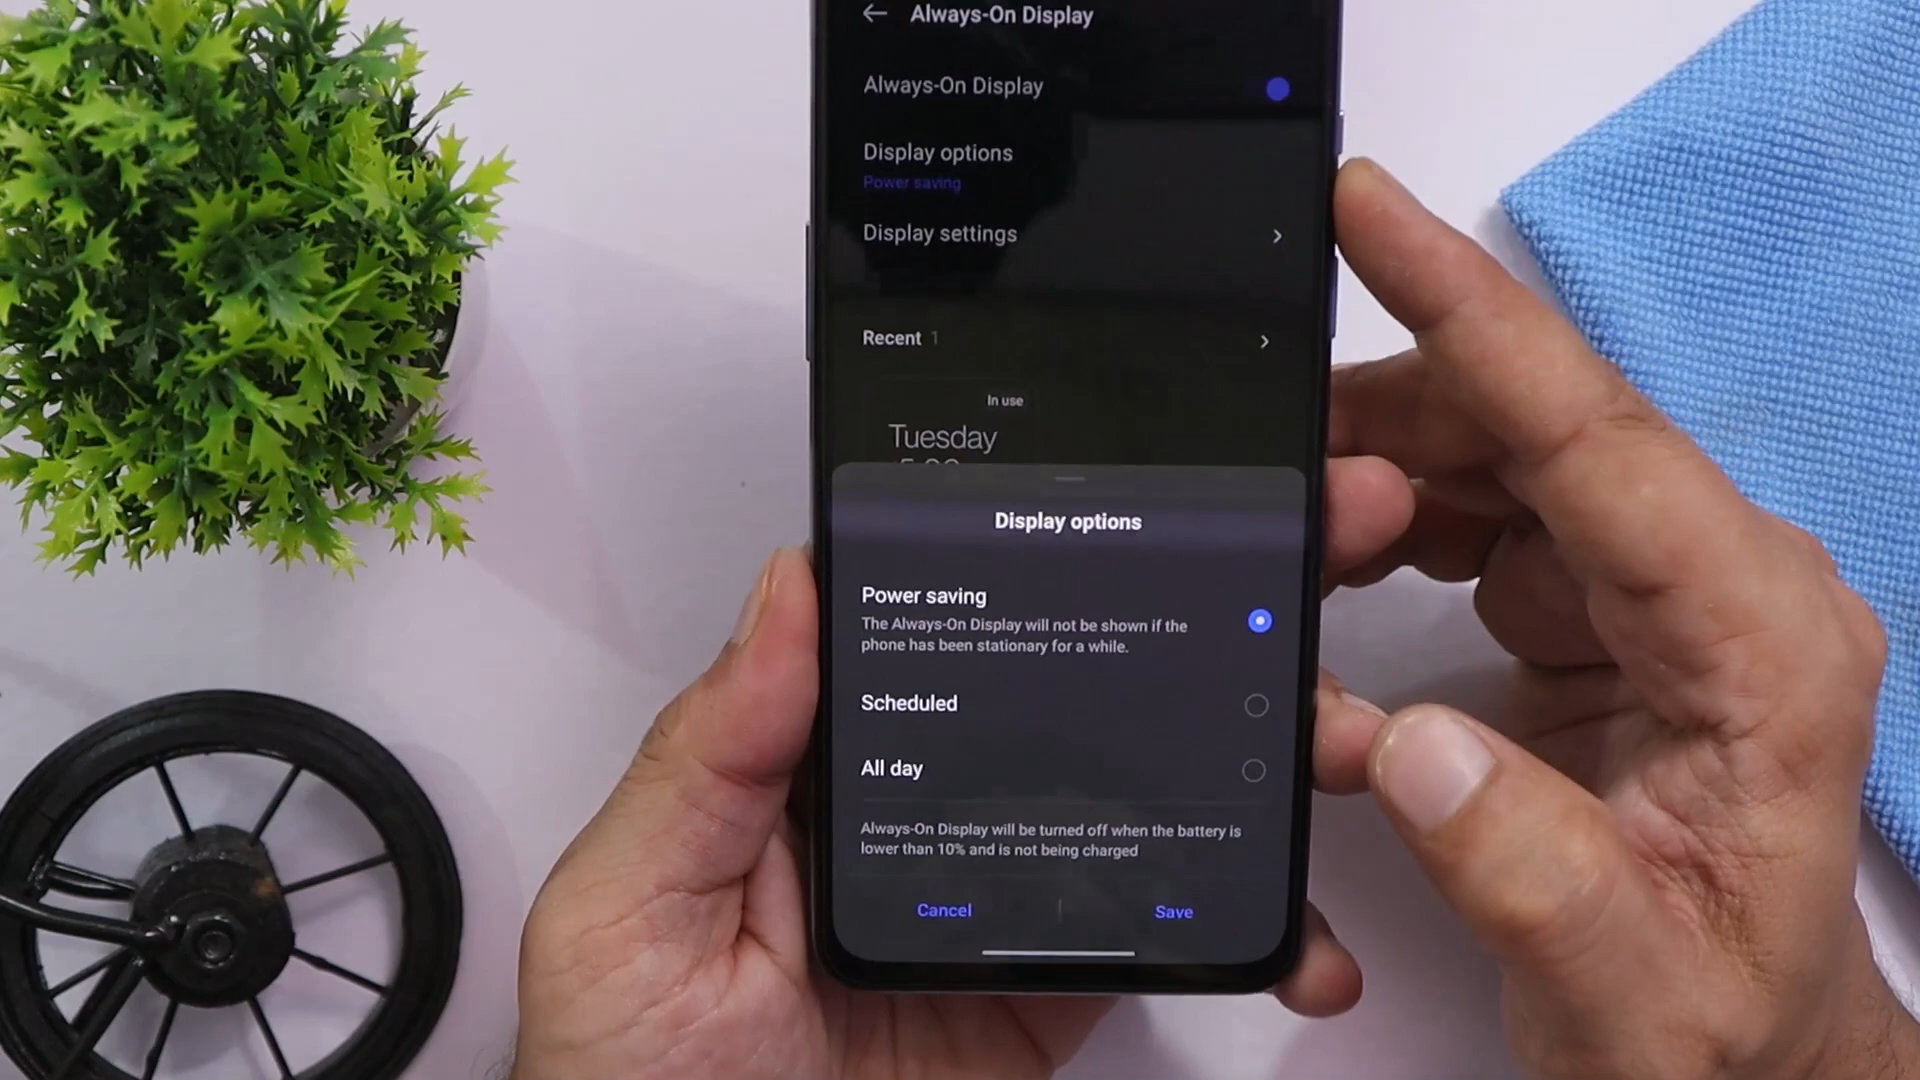 Always-On Display
Always-On Display
Display options
Power saving
Display settings
Recent 1
In use
Tuesday
Display options
Power saving
The Always-On Display will not be shown if the
phone has been stationary for a while.
Scheduled
All day
Always-On Display will be turned off when the battery is
lower than 10% and is not being charged
Cancel
Save